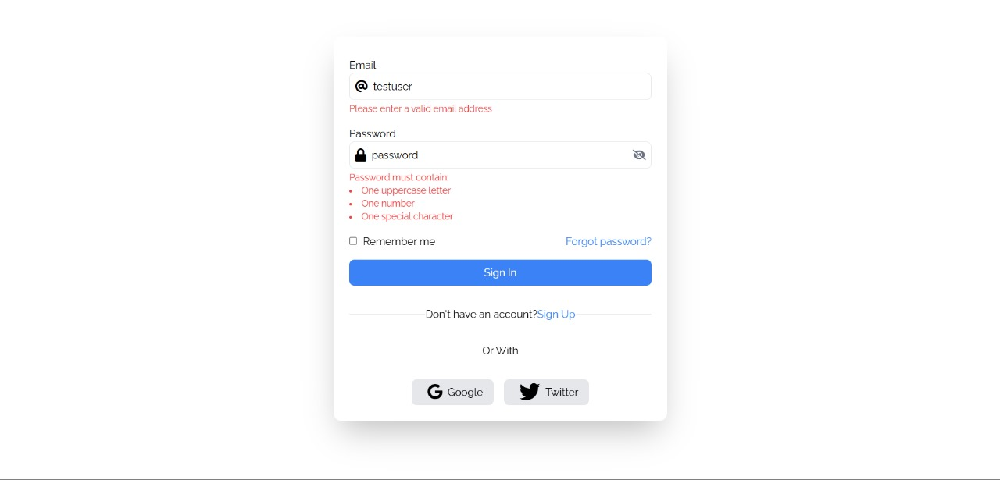 Email
testuser
Please enter a valid email address
Password
password
Password must contain:
• One uppercase letter
• One number
• One special character
Remember me Forgot password?
Sign In
Don't have an account?Sign Up
Or With
Google Twitter